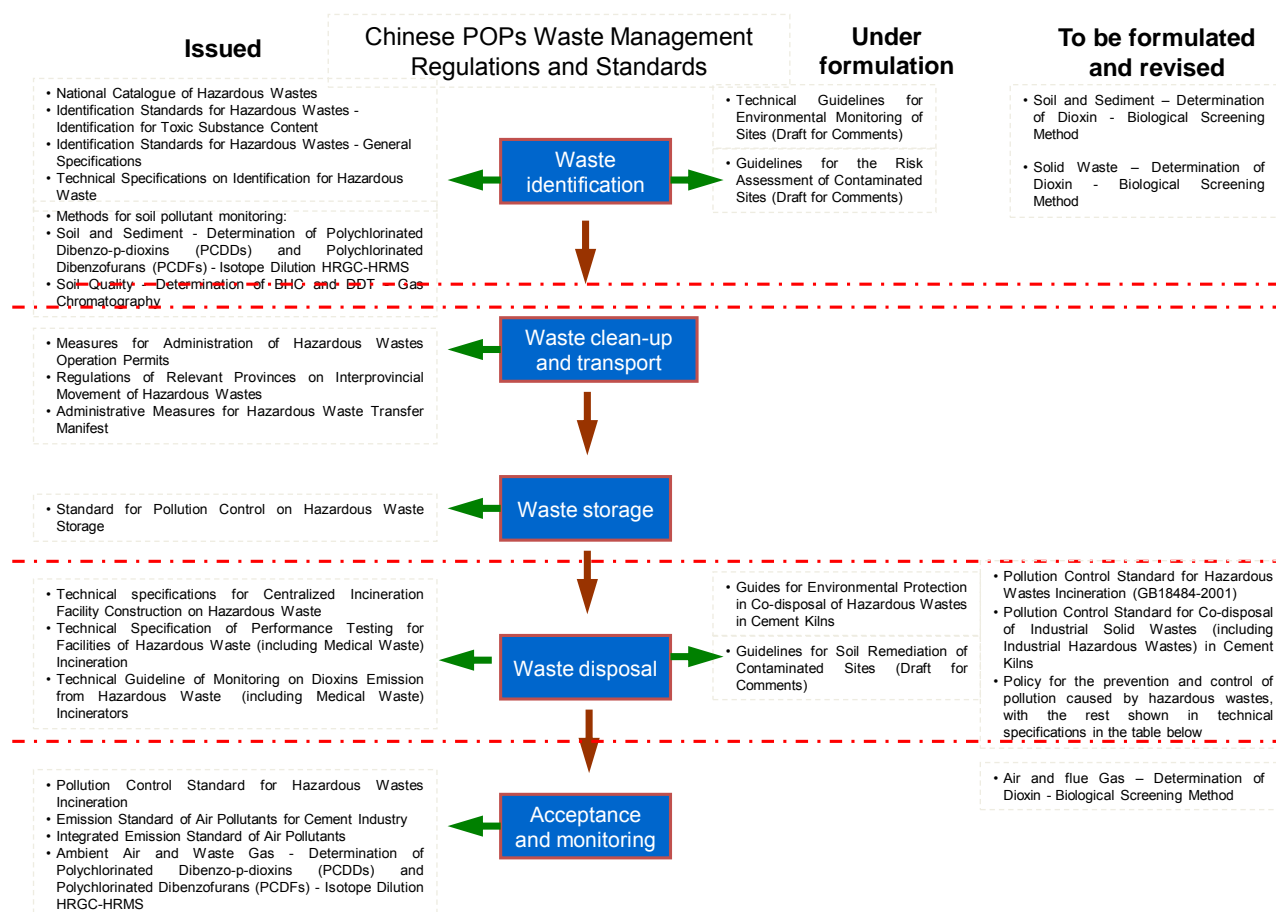 Issued
Chinese POPs Waste Management
Regulations and Standards
Under
formulation
To be formulated
and revised
• National Catalogue of Hazardous Wastes
• Identification Standards for Hazardous Wastes -
Identification for Toxic Substance Content
• Identification Standards for Hazardous Wastes - General
Specifications
• Technical Specifications on Identification for Hazardous
Waste
• Methods for soil pollutant monitoring:
• Soil and Sediment - Determination of Polychlorinated
Dibenzo-p-dioxins (PCDDs) and Polychlorinated
Dibenzofurans (PCDFs) - Isotope Dilution HRGC-HRMS
• Soil Quality - Determination of BHC and DDT - Gas
Chromatography
Waste
identification
• Technical Guidelines for
Environmental Monitoring of
Sites (Draft for Comments)
• Guidelines for the Risk
Assessment of Contaminated
Sites (Draft for Comments)
• Soil and Sediment – Determination
of Dioxin - Biological Screening
Method
• Solid Waste – Determination of
Dioxin - Biological Screening
Method
• Measures for Administration of Hazardous Wastes
Operation Permits
• Regulations of Relevant Provinces on Interprovincial
Movement of Hazardous Wastes
• Administrative Measures for Hazardous Waste Transfer
Manifest
Waste clean-up
and transport
• Standard for Pollution Control on Hazardous Waste
Storage
Waste storage
• Technical specifications for Centralized Incineration
Facility Construction on Hazardous Waste
• Technical Specification of Performance Testing for
Facilities of Hazardous Waste (including Medical Waste)
Incineration
• Technical Guideline of Monitoring on Dioxins Emission
from Hazardous Waste (including Medical Waste)
Incinerators
Waste disposal
• Guides for Environmental Protection
in Co-disposal of Hazardous Wastes
in Cement Kilns
• Guidelines for Soil Remediation of
Contaminated Sites (Draft for
Comments)
• Pollution Control Standard for Hazardous
Wastes Incineration (GB18484-2001)
• Pollution Control Standard for Co-disposal
of Industrial Solid Wastes (including
Industrial Hazardous Wastes) in Cement
Kilns
• Policy for the prevention and control of
pollution caused by hazardous wastes,
with the rest shown in technical
specifications in the table below
• Pollution Control Standard for Hazardous Wastes
Incineration
• Emission Standard of Air Pollutants for Cement Industry
• Integrated Emission Standard of Air Pollutants
• Ambient Air and Waste Gas - Determination of
Polychlorinated Dibenzo-p-dioxins (PCDDs) and
Polychlorinated Dibenzofurans (PCDFs) - Isotope Dilution
HRGC-HRMS
Acceptance
and monitoring
• Air and flue Gas – Determination of
Dioxin - Biological Screening Method